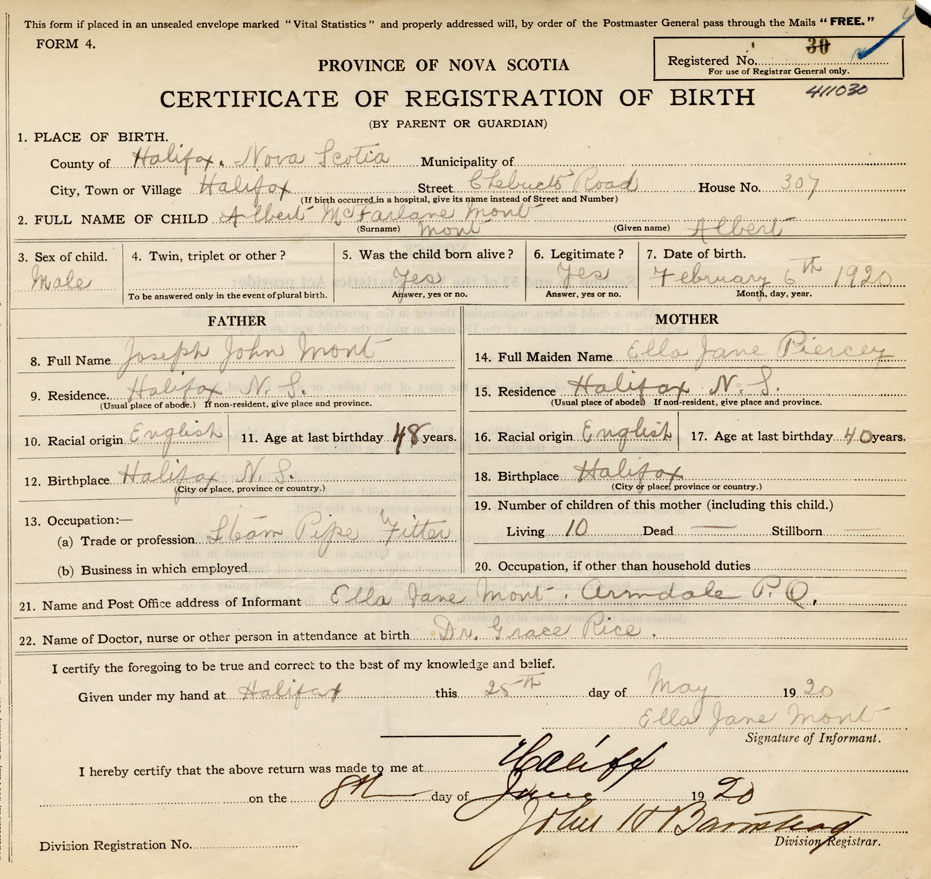 This form if placed in an unsealed envelope marked "Vital Statistics" and properly addressed will, by order of the Postmaster General pass through the Mails "FREE."
FORM 4.
Registered No. 30
For use of Registrar General only.
411030
PROVINCE OF NOVA SCOTIA
CERTIFICATE OF REGISTRATION OF BIRTH
(BY PARENT OR GUARDIAN)
1. PLACE OF BIRTH.
County of Halifax, Nova Scotia Municipality of
City, Town or Village Halifax Street Chebucto Road House No. 307
(If birth occurred in a hospital, give its name instead of Street and Number)
2. FULL NAME OF CHILD Albert McFarlane Mont
(Surname) Mont (Given name) Albert
3. Sex of child. 4. Twin, triplet or other? 5. Was the child born alive? 6. Legitimate? 7. Date of birth.
Male Yes Yes February 6th 1920
To be answered only in the event of plural birth. Answer, yes or no. Answer, yes or no. Month, day, year.
FATHER MOTHER
8. Full Name Joseph John Mont 14. Full Maiden Name Ella Jane Piercey
9. Residence. Halifax N. S. 15. Residence Halifax N. S.
(Usual place of abode.) If non-resident, give place and province. (Usual place of abode) If non-resident, give place and province.
10. Racial origin English 11. Age at last birthday 48 years. 16. Racial origin English 17. Age at last birthday 40 years.
12. Birthplace Halifax N. S. 18. Birthplace Halifax
(City or place, province or country.) (City or place, province or country.)
13. Occupation:— 19. Number of children of this mother (including this child.)
(a) Trade or profession Steam Pipe Fitter Living 10 Dead — Stillborn —
(b) Business in which employed 20. Occupation, if other than household duties
21. Name and Post Office address of Informant Ella Jane Mont. Armdale P.O.
22. Name of Doctor, nurse or other person in attendance at birth Dr. Grace Rice.
I certify the foregoing to be true and correct to the best of my knowledge and belief.
Given under my hand at Halifax this 25th day of May 1920
Ella Jane Mont
Signature of Informant.
I hereby certify that the above return was made to me at Halifx
on the 8th day of June 1920
John H Barnstead
Division Registrar.
Division Registration No.